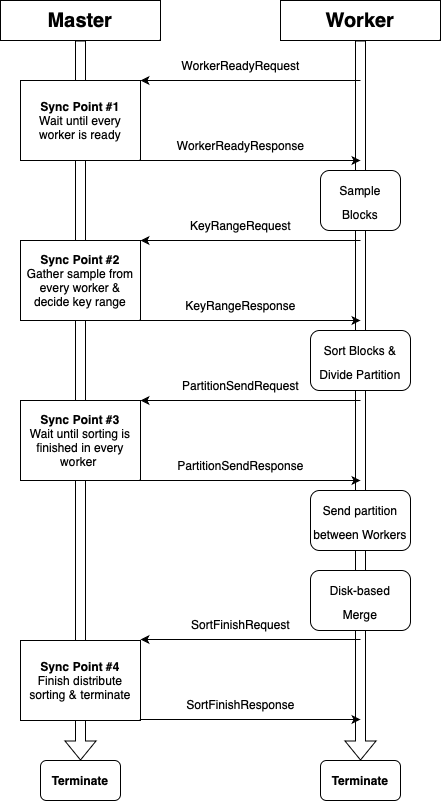 Master
Worker
WorkerReadyRequest
Sync Point #1
Wait until every
worker is ready
WorkerReadyResponse
Sample
Blocks
KeyRangeRequest
Sync Point #2
Gather sample from
every worker &
decide key range
KeyRangeResponse
Sort Blocks &
Divide Partition
PartitionSendRequest
Sync Point #3
Wait until sorting is
finished in every
worker
PartitionSendResponse
Send partition
between Workers
Disk-based
Merge
SortFinishRequest
Sync Point #4
Finish distribute
sorting & terminate
SortFinishResponse
Terminate
Terminate